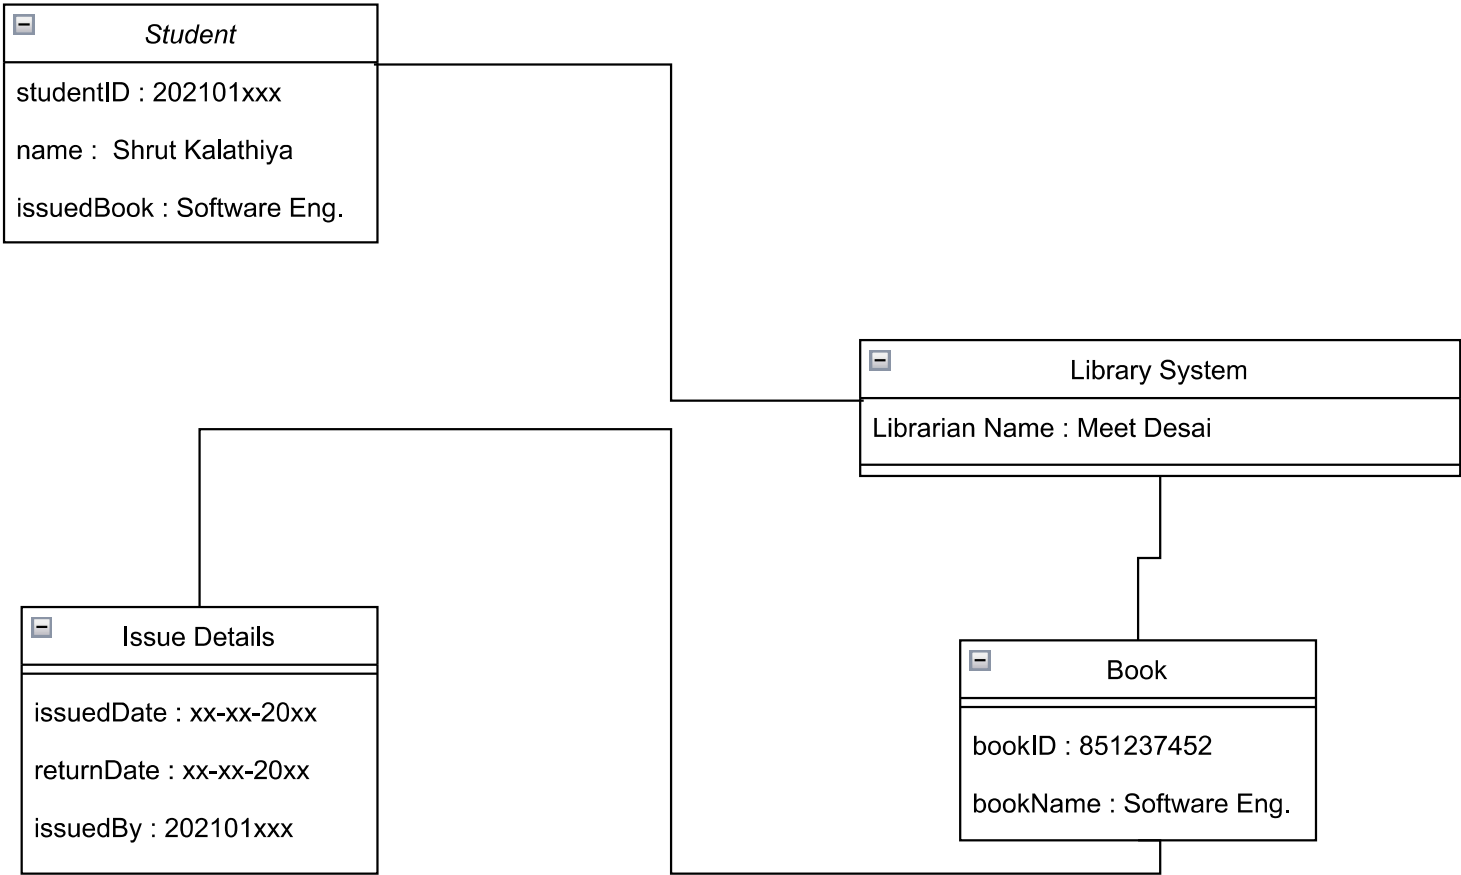 Student
studentID : 202101xxx
name :  Shrut Kalathiya
issuedBook : Software Eng.
Library System
Librarian Name : Meet Desai
Issue Details
issuedDate : xx-xx-20xx
returnDate : xx-xx-20xx
issuedBy : 202101xxx
Book
bookID : 851237452
bookName : Software Eng.